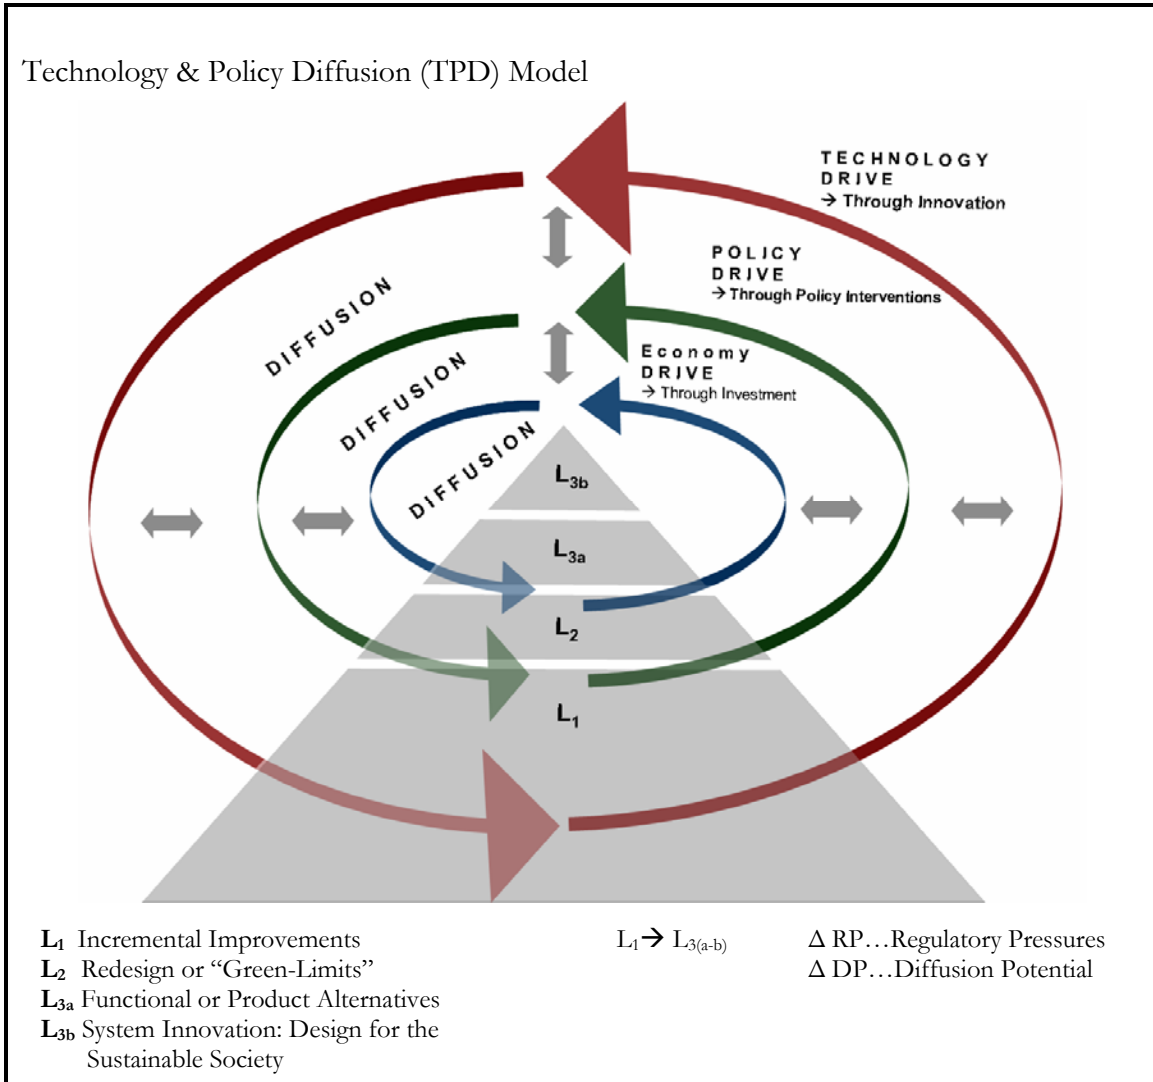 Technology & Policy Diffusion (TPD) Model
TECHNOLOGY
DRIVE
→ Through Innovation
POLICY
DRIVE
→ Through Policy Interventions
Economy
DRIVE
→ Through Investment
DIFFUSION
DIFFUSION
DIFFUSION
L3b
L3a
L2
L1
L1 Incremental Improvements
L2 Redesign or “Green-Limits”
L3a Functional or Product Alternatives
L3b System Innovation: Design for the
Sustainable Society
L1→ L3(a-b)
Δ RP…Regulatory Pressures
Δ DP…Diffusion Potential